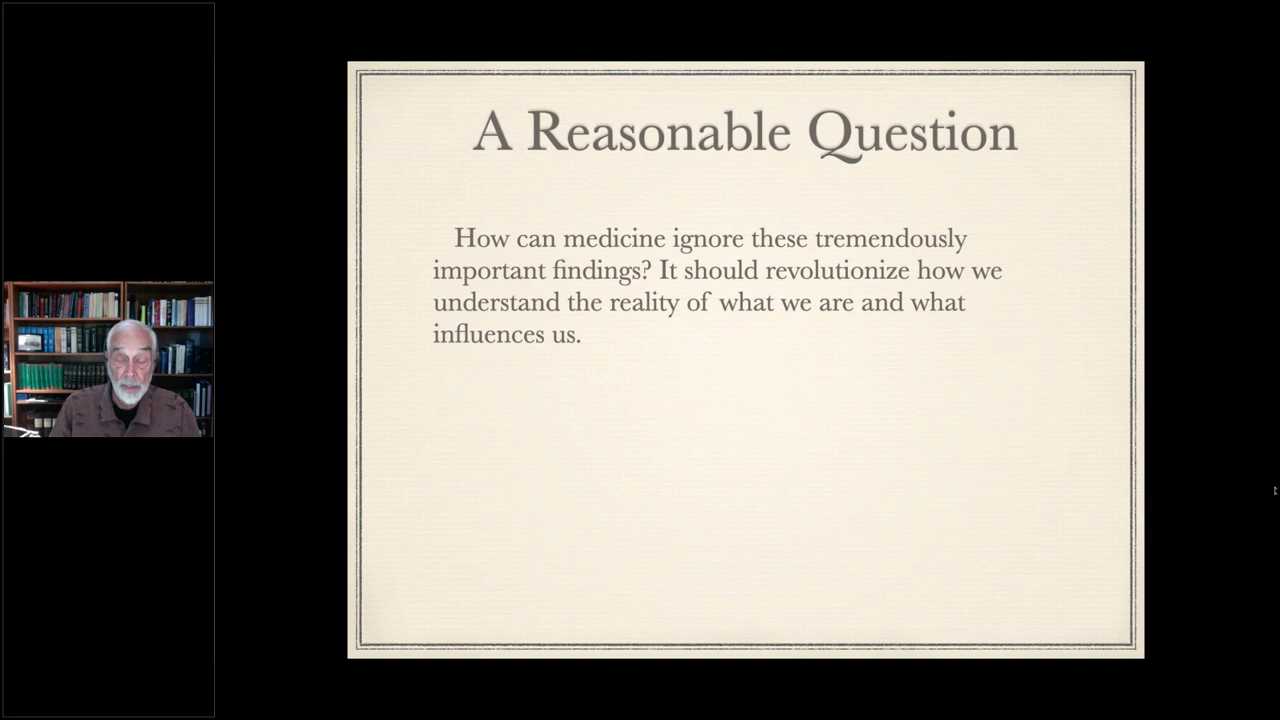 A Reasonable Question
How can medicine ignore these tremendously
important findings? It should revolutionize how we
understand the reality of what we are and what
influences us.